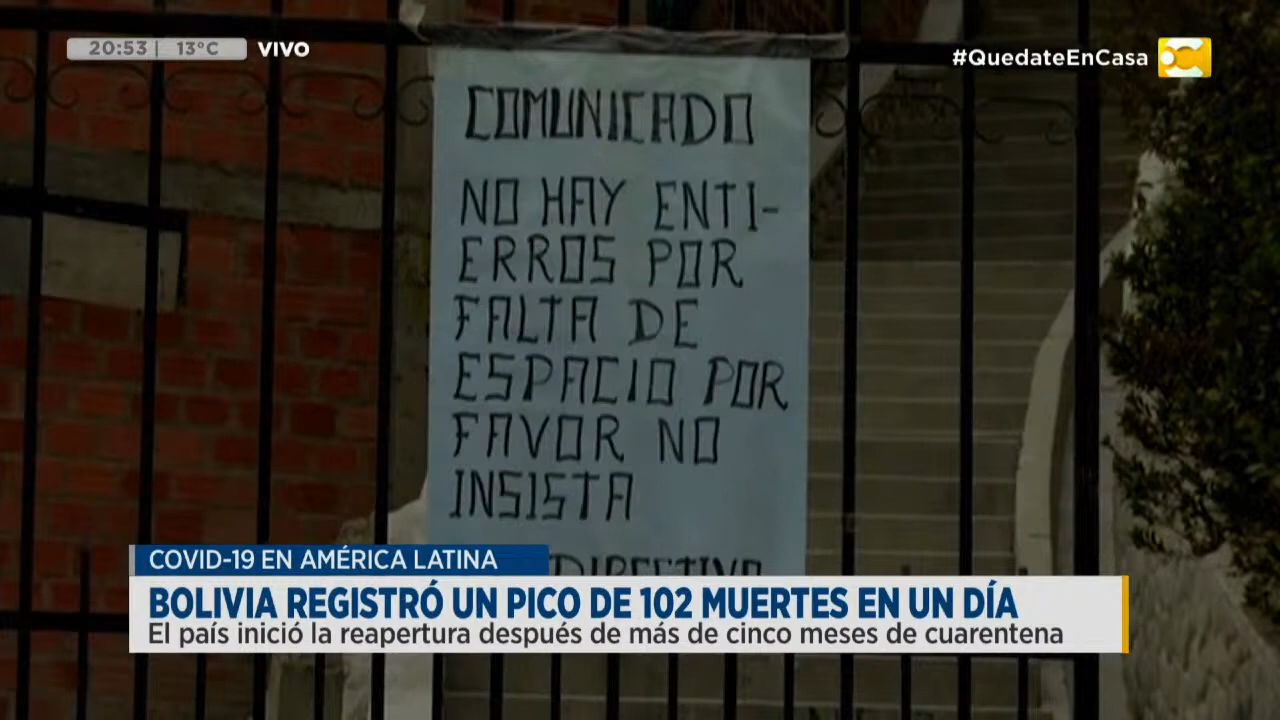 20:53 | 13°C VIVO
#QuedateEnCasa
COMUNICADO
NO HAY ENTI-
ERROS POR
FALTA DE
ESPACIO POR
FAVOR NO
INSISTA
DIRECTIVO
COVID-19 EN AMÉRICA LATINA
BOLIVIA REGISTRÓ UN PICO DE 102 MUERTES EN UN DÍA
El país inició la reapertura después de más de cinco meses de cuarentena